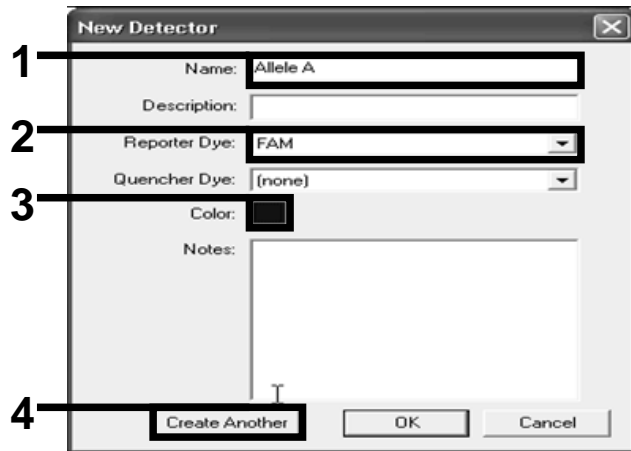 New Detector
1 Name: Allele A
Description:
2 Reporter Dye: FAM
Quencher Dye: (none)
3 Color:
Notes:
4 Create Another OK Cancel